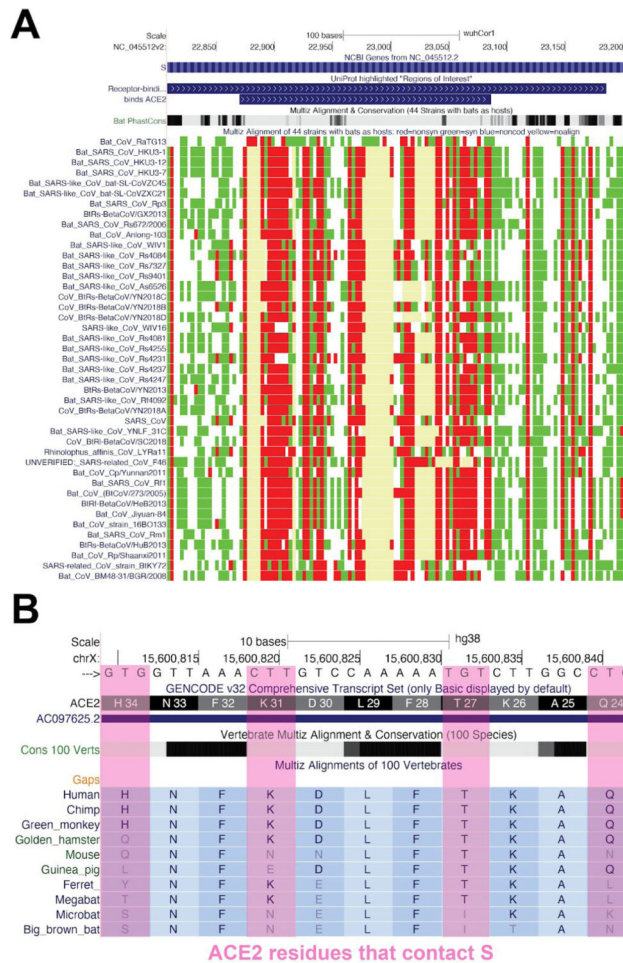 A
Scale 100 bases wuhCor1
NC_045512v2: 22,850 22,900 22,950 23,000 23,050 23,100 23,150 23,200
NCBI Genes from NC_045512.2
S
UniProt highlighted "Regions of Interest"
Receptor-bindi...
binds ACE2
Multiz Alignment & Conservation (44 Strains with bats as hosts)
Bat PhastCons
Multiz Alignment of 44 strains with bats as hosts: red=nonsyn green=syn blue=noncod yellow=noalign
Bat_CoV_RaTG13
Bat_SARS_CoV_HKU3-1
Bat_SARS_CoV_HKU3-12
Bat_SARS_CoV_HKU3-7
Bat_SARS-like_CoV_bat-SL-CoVZC45
Bat_SARS-like_CoV_bat-SL-CoVZXC21
Bat_SARS_CoV_Rp3
BtRs-BetaCoV/GX2013
Bat_SARS_CoV_Rs672/2006
Bat_CoV_Anlong-103
Bat_SARS-like_CoV_WIV1
Bat_SARS-like_CoV_Rs4084
Bat_SARS-like_CoV_Rs7327
Bat_SARS-like_CoV_Rs9401
Bat_SARS-like_CoV_As6526
CoV_BtRs-BetaCoV/YN2018C
CoV_BtRs-BetaCoV/YN2018B
CoV_BtRs-BetaCoV/YN2018D
SARS-like_CoV_WIV16
Bat_SARS-like_CoV_Rs4081
Bat_SARS-like_CoV_Rs4255
Bat_SARS-like_CoV_Rs4231
Bat_SARS-like_CoV_Rs4237
Bat_SARS-like_CoV_Rs4247
BtRs-BetaCoV/YN2013
Bat_SARS-like_CoV_Rf4092
CoV_BtRs-BetaCoV/YN2018A
SARS_CoV
Bat_SARS-like_CoV_YNLF_31C
CoV_BtRl-BetaCoV/SC2018
Rhinolophus_affinis_CoV_LYRa11
UNVERIFIED:_SARS-related_CoV_F46
Bat_CoV_Cp/Yunnan2011
Bat_SARS_CoV_Rf1
Bat_CoV_(BtCoV/273/2005)
BtRf-BetaCoV/HeB2013
Bat_CoV_Jiyuan-84
Bat_CoV_strain_16BO133
Bat_SARS_CoV_Rm1
BtRs-BetaCoV/HuB2013
Bat_CoV_Rp/Shaanxi2011
SARS-related_CoV_strain_BtKY72
Bat_CoV_BM48-31/BGR/2008
B
Scale 10 bases hg38
chrX: 15,600,815 15,600,820 15,600,825 15,600,830 15,600,835 15,600,840
---> G T G G T T A A A C T T G T C C A A A A A T G T C T T G G C C T
GENCODE v32 Comprehensive Transcript Set (only Basic displayed by default)
ACE2 H 34 N 33 F 32 K 31 D 30 L 29 F 28 T 27 K 26 A 25 Q 24
AC097625.2
Vertebrate Multiz Alignment & Conservation (100 Species)
Cons 100 Verts
Multiz Alignments of 100 Vertebrates
Gaps
Human H N F K D L F T K A Q
Chimp H N F K D L F T K A Q
Green_monkey H N F K D L F T K A Q
Golden_hamster Q N F K D L F T K A Q
Mouse Q N F N N L F T K A N
Guinea_pig L N F E D L F T K A Q
Ferret_ Y N F K E L F T K A L
Megabat T N F K E L F T K A L
Microbat S N F N E L F I K A K
Big_brown_bat S N F N E L F I T A N
ACE2 residues that contact S